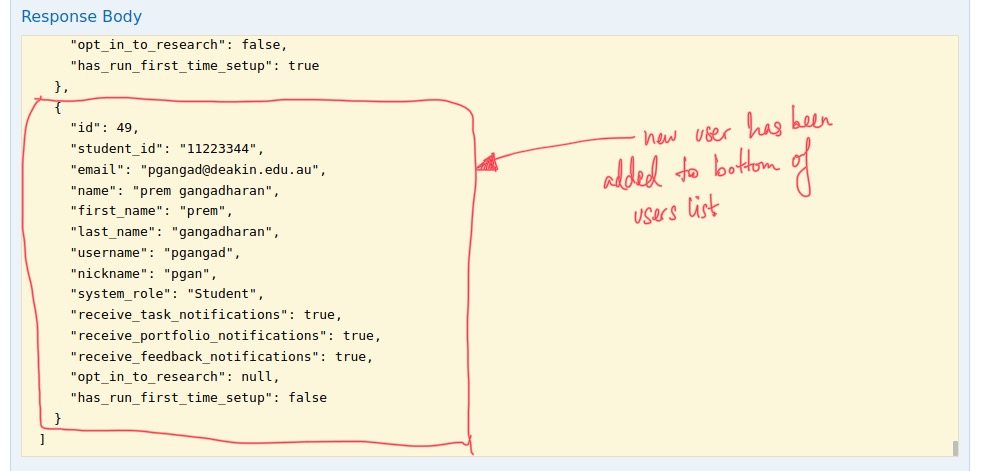 Response Body
"opt_in_to_research": false,
"has_run_first_time_setup": true
},
{
"id": 49,
"student_id": "11223344",
"email": "pgangad@deakin.edu.au",
"name": "prem gangadharan",
"first_name": "prem",
"last_name": "gangadharan",
"username": "pgangad",
"nickname": "pgan",
"system_role": "Student",
"receive_task_notifications": true,
"receive_portfolio_notifications": true,
"receive_feedback_notifications": true,
"opt_in_to_research": null,
"has_run_first_time_setup": false
}
]
new user has been
added to bottom of
users list